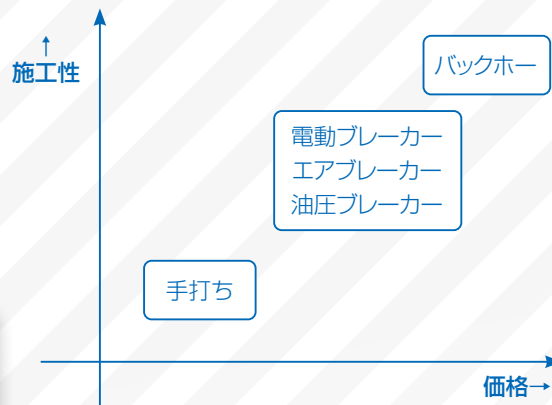 ↑
施工性
バックホー
電動ブレーカー
エアブレーカー
油圧ブレーカー
手打ち
価格→